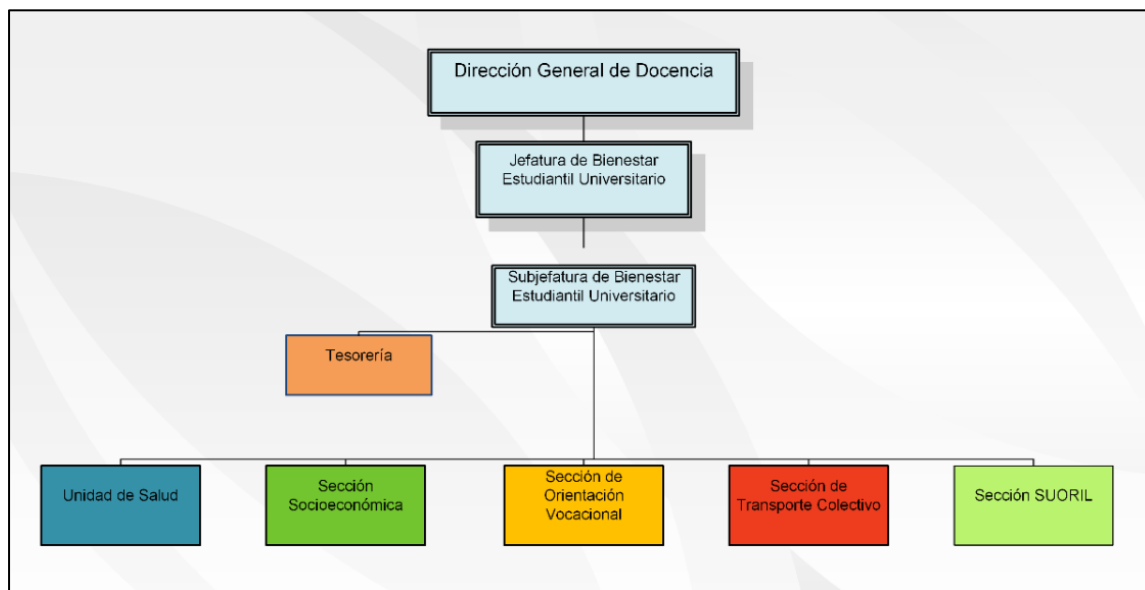 Dirección General de Docencia
Jefatura de Bienestar
Estudiantil Universitario
Subjefatura de Bienestar
Estudiantil Universitario
Tesorería
Unidad de Salud
Sección
Socioeconómica
Sección de
Orientación
Vocacional
Sección de
Transporte Colectivo
Sección SUORIL